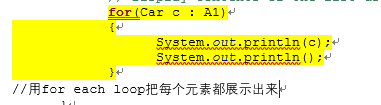 for(Car c : A1)
{
System.out.println(c);
System.out.println();
}
//用for each loop把每个元素都展示出来